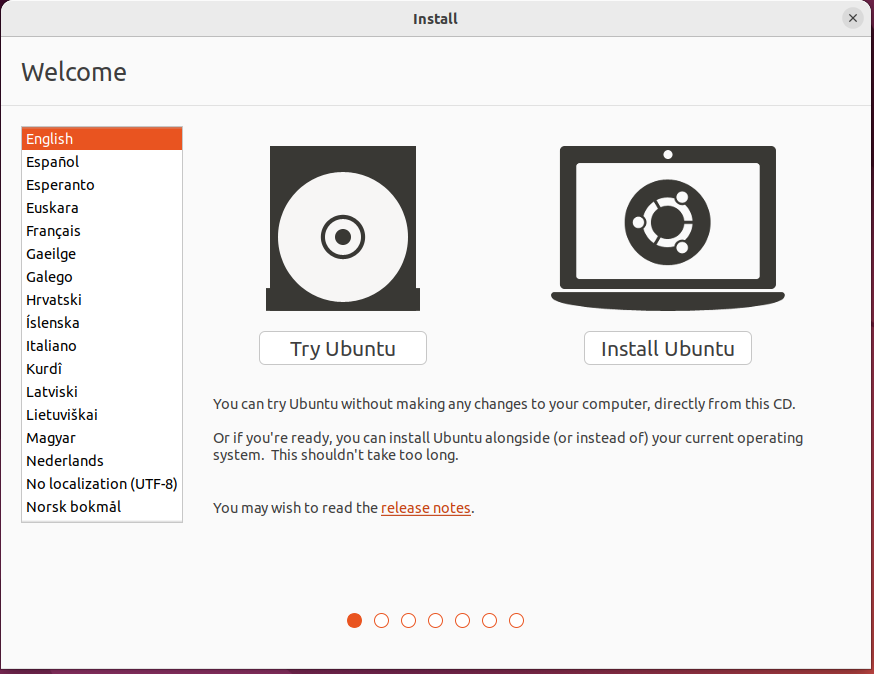 Install
Welcome
English
Español
Esperanto
Euskara
Français
Gaeilge
Galego
Hrvatski
Íslenska
Italiano
Kurdî
Latviski
Lietuviškai
Magyar
Nederlands
No localization (UTF-8)
Norsk bokmål
Try Ubuntu
Install Ubuntu
You can try Ubuntu without making any changes to your computer, directly from this CD.
Or if you're ready, you can install Ubuntu alongside (or instead of) your current operating
system.  This shouldn't take too long.
You may wish to read the release notes.